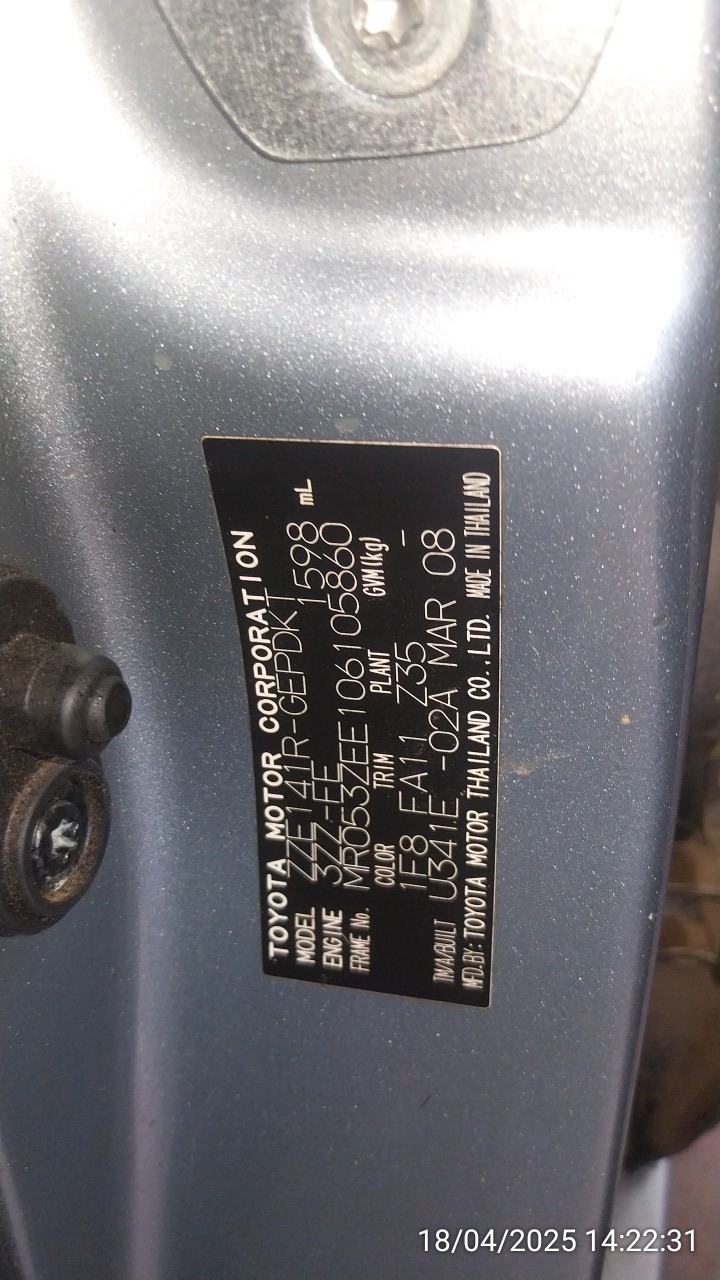 TOYOTA MOTOR CORPORATION
MODEL ZZE141R-GEPDKT
ENGINE 3ZZ-FE 1598 mL
FRAME No. MR053ZEE106105860
COLOR TRIM PLANT GVM(kg)
1F8 FA11 Z35 –
TM/A/BUILT U341E -02A MAR 08
MFD.BY: TOYOTA MOTOR THAILAND CO.,LTD. MADE IN THAILAND
18/04/2025 14:22:31